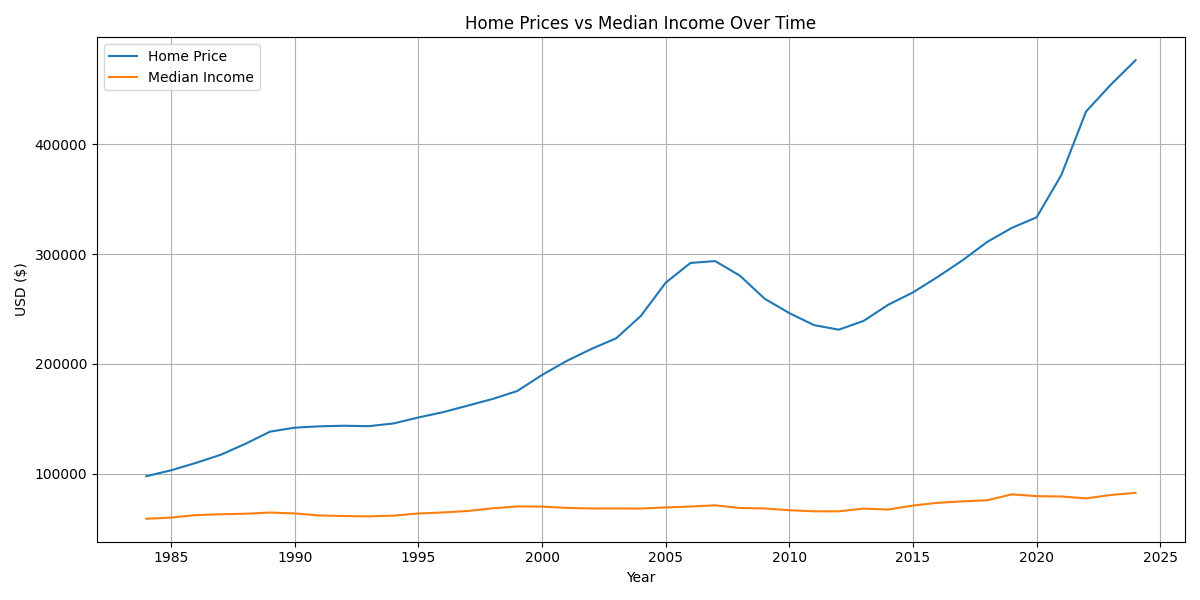 Home Prices vs Median Income Over Time
Home Price
Median Income
USD ($)
400000
300000
200000
100000
1985 1990 1995 2000 2005 2010 2015 2020 2025
Year